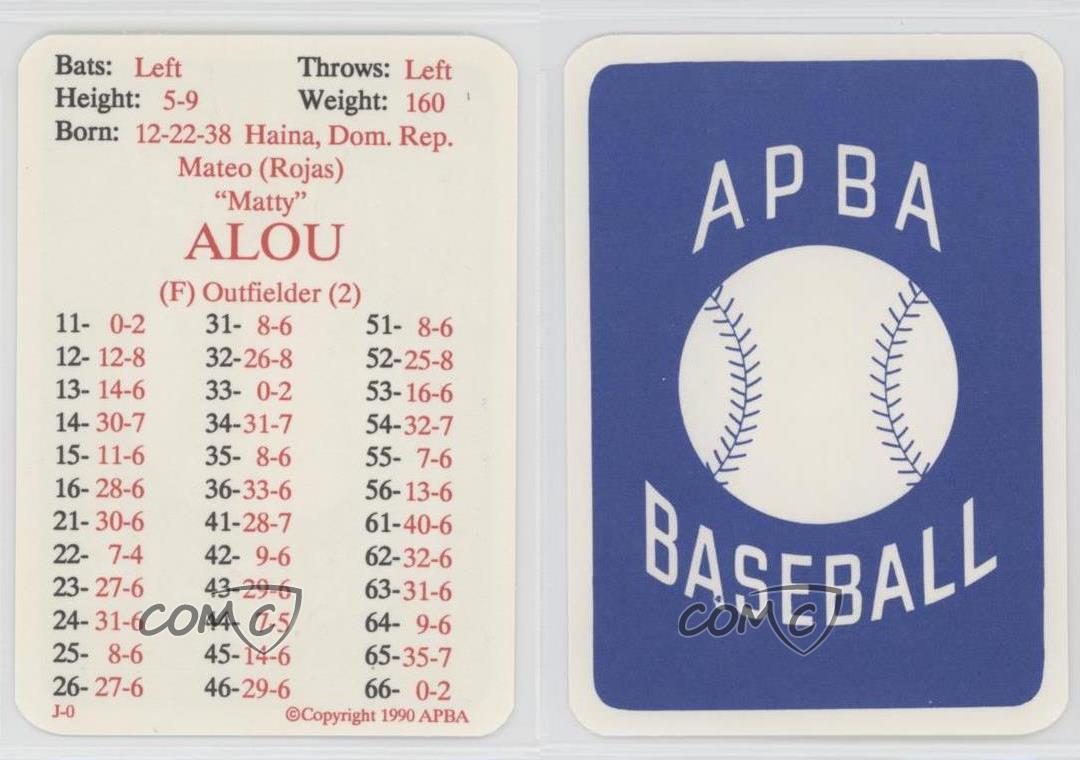 Bats: Left Throws: Left
Height: 5-9 Weight: 160
Born: 12-22-38 Haina, Dom. Rep.
Mateo (Rojas)
“Matty”
ALOU
(F) Outfielder (2)
11- 0-2 31- 8-6 51- 8-6
12- 12-8 32- 26-8 52- 25-8
13- 14-6 33- 0-2 53- 16-6
14- 30-7 34- 31-7 54- 32-7
15- 11-6 35- 8-6 55- 7-6
16- 28-6 36- 33-6 56- 13-6
21- 30-6 41- 28-7 61- 40-6
22- 7-4 42- 9-6 62- 32-6
23- 27-6 43- 29-6 63- 31-6
24- 31-6 44- 7-5 64- 9-6
25- 8-6 45- 14-6 65- 35-7
26- 27-6 46- 29-6 66- 0-2
J-0 ©Copyright 1990 APBA
COMC
APBA
BASEBALL
COMC